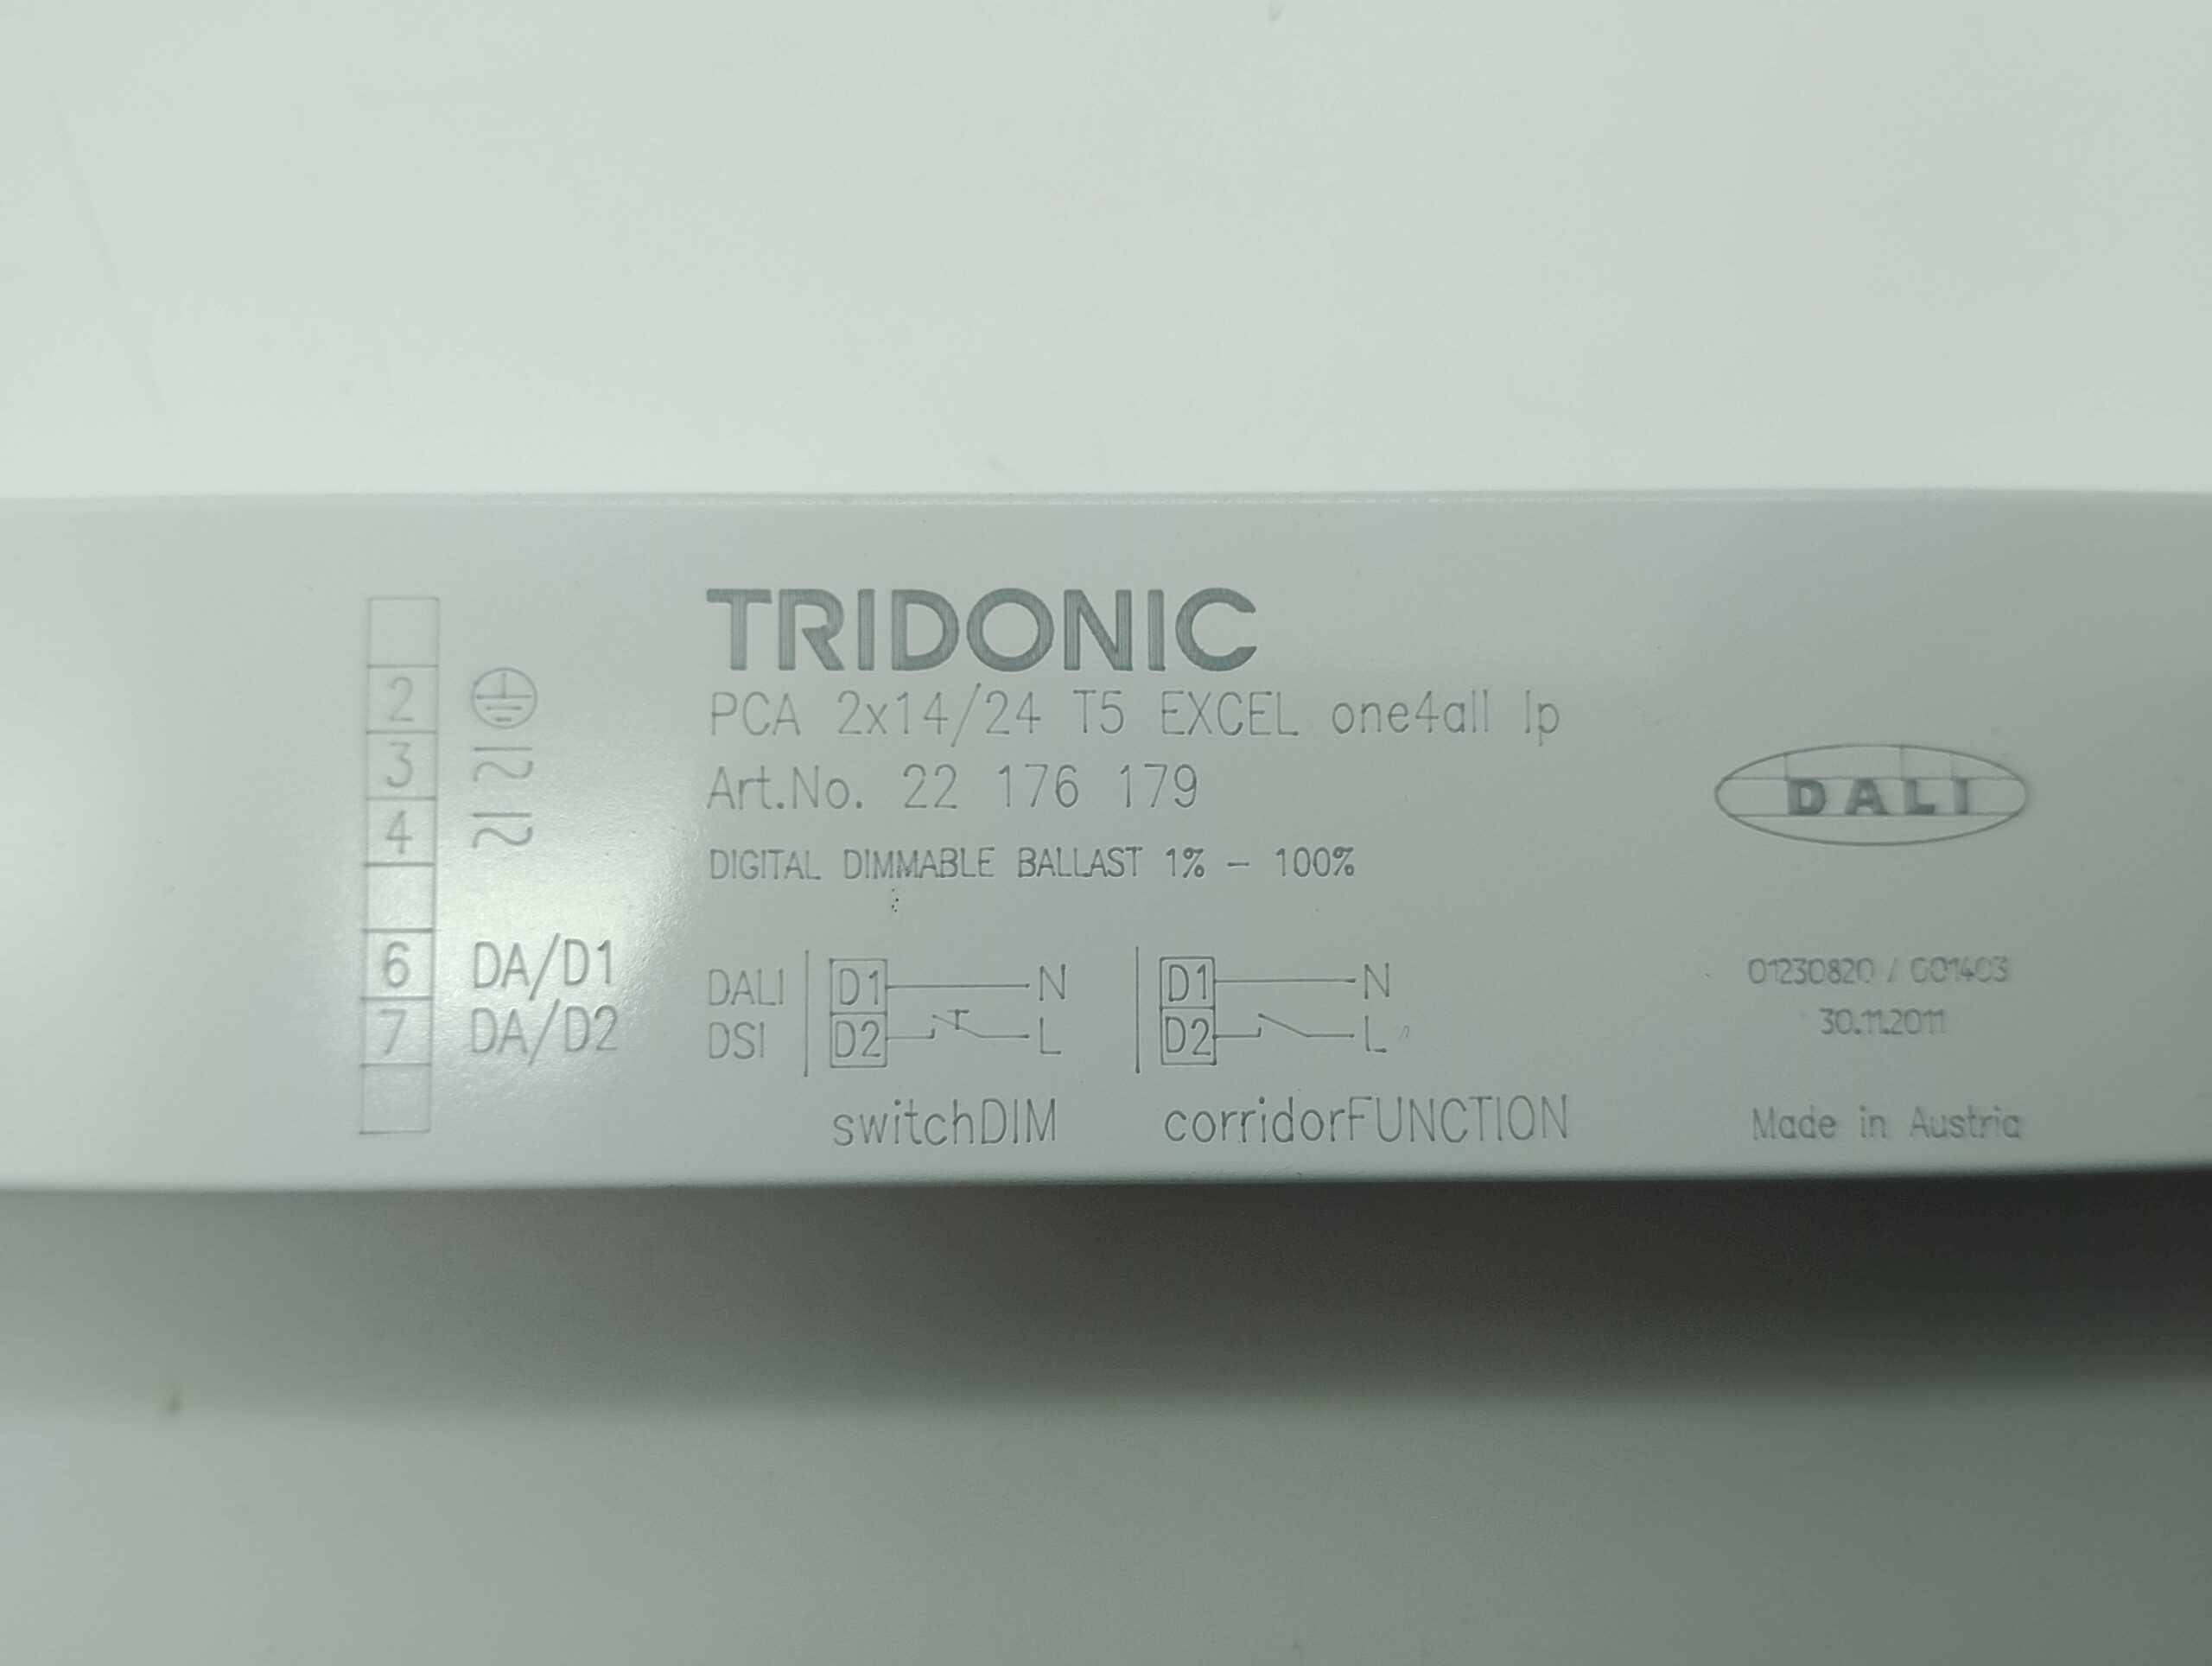 TRIDONIC
PCA 2x14/24 T5 EXCEL one4all lp
Art.No. 22 176 179
DIGITAL DIMMABLE BALLAST 1% – 100%
2
3
4
6 DA/D1
7 DA/D2
DALI D1 N D1 N
DSI D2 L D2 L
switchDIM corridorFUNCTION
DALI
01230820 / 001403
30.11.2011
Made in Austria